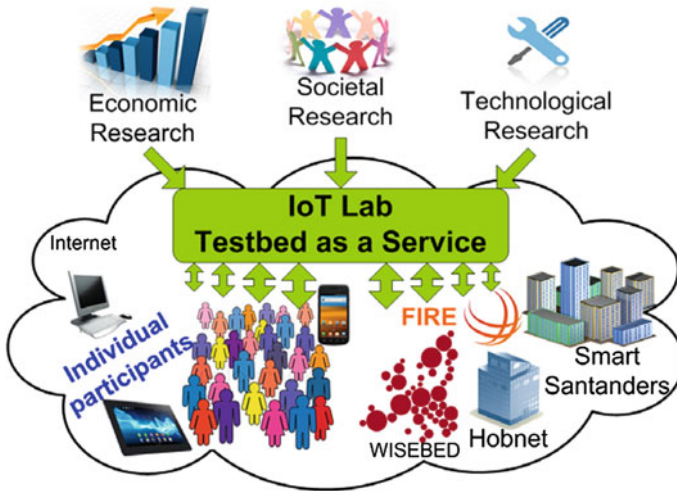 Economic
Research
Societal
Research
Technological
Research
IoT Lab
Testbed as a Service
Internet
Individual
participants
FIRE
WISEBED
Hobnet
Smart
Santanders